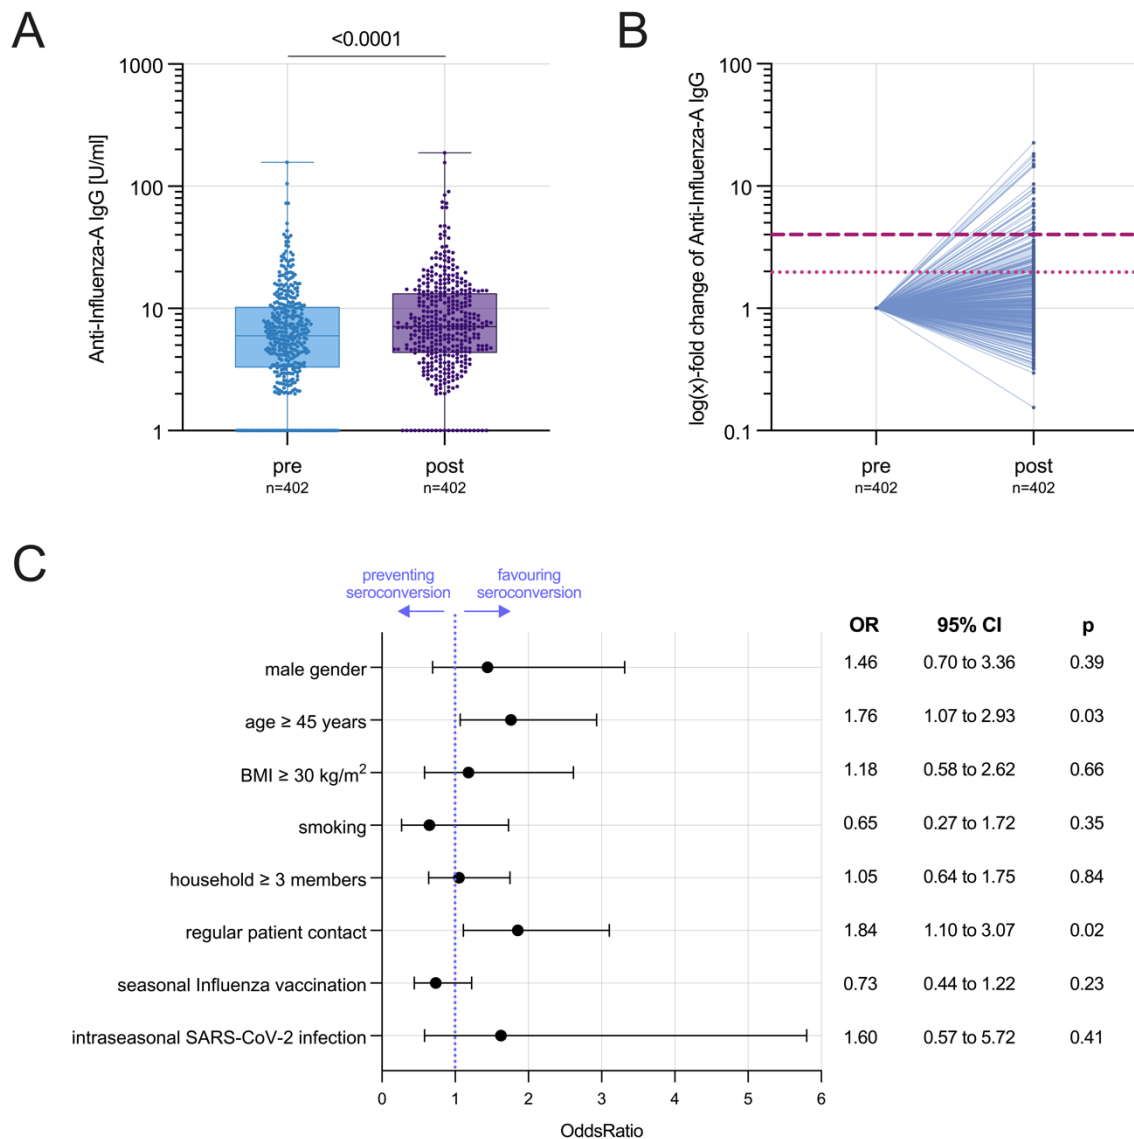 A
<0.0001
1000
100
10
1
Anti-Influenza-A IgG [U/ml]
pre
n=402
post
n=402
B
100
10
1
0.1
log(x)-fold change of Anti-Influenza-A IgG
pre
n=402
post
n=402
C
preventing
seroconversion
favouring
seroconversion
OR 95% CI p
male gender 1.46 0.70 to 3.36 0.39
age ≥ 45 years 1.76 1.07 to 2.93 0.03
BMI ≥ 30 kg/m² 1.18 0.58 to 2.62 0.66
smoking 0.65 0.27 to 1.72 0.35
household ≥ 3 members 1.05 0.64 to 1.75 0.84
regular patient contact 1.84 1.10 to 3.07 0.02
seasonal Influenza vaccination 0.73 0.44 to 1.22 0.23
intraseasonal SARS-CoV-2 infection 1.60 0.57 to 5.72 0.41
0 1 2 3 4 5 6
OddsRatio